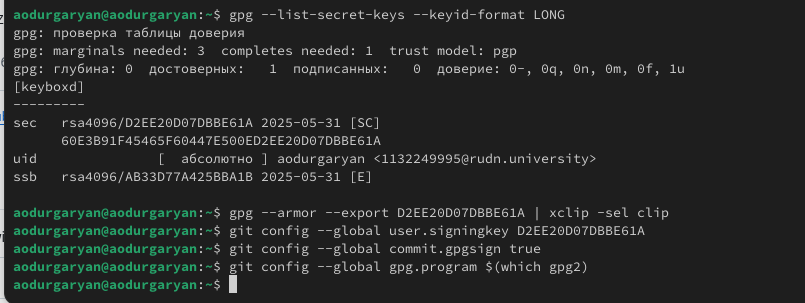 aodurgaryan@aodurgaryan:~$ gpg --list-secret-keys --keyid-format LONG
gpg: проверка таблицы доверия
gpg: marginals needed: 3  completes needed: 1  trust model: pgp
gpg: глубина: 0  достоверных:   1  подписанных:   0  доверие: 0-, 0q, 0n, 0m, 0f, 1u
[keyboxd]
---------
sec   rsa4096/D2EE20D07DBBE61A 2025-05-31 [SC]
      60E3B91F45465F60447E500ED2EE20D07DBBE61A
uid               [  абсолютно ] aodurgaryan <1132249995@rudn.university>
ssb   rsa4096/AB33D77A425BBA1B 2025-05-31 [E]
aodurgaryan@aodurgaryan:~$ gpg --armor --export D2EE20D07DBBE61A | xclip -sel clip
aodurgaryan@aodurgaryan:~$ git config --global user.signingkey D2EE20D07DBBE61A
aodurgaryan@aodurgaryan:~$ git config --global commit.gpgsign true
aodurgaryan@aodurgaryan:~$ git config --global gpg.program $(which gpg2)
aodurgaryan@aodurgaryan:~$